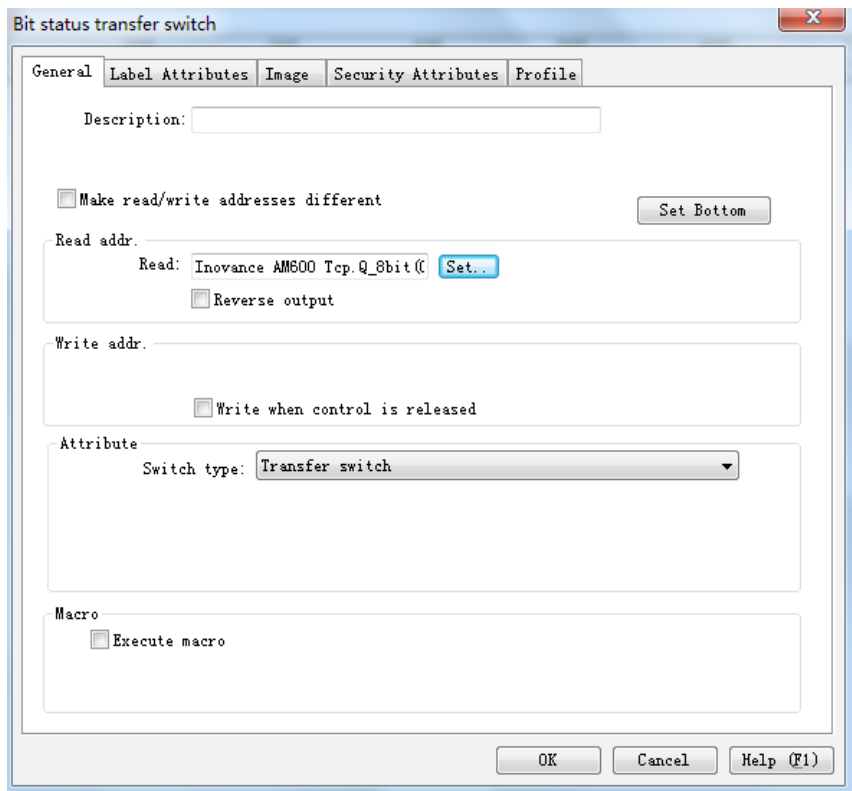 Bit status transfer switch
General Label Attributes Image Security Attributes Profile
Description:
Make read/write addresses different
Set Bottom
Read addr.
Read: Inovance AM600 Tcp.Q_8bit( Set..
Reverse output
Write addr.
Write when control is released
Attribute
Switch type: Transfer switch
Macro
Execute macro
OK Cancel Help (F1)